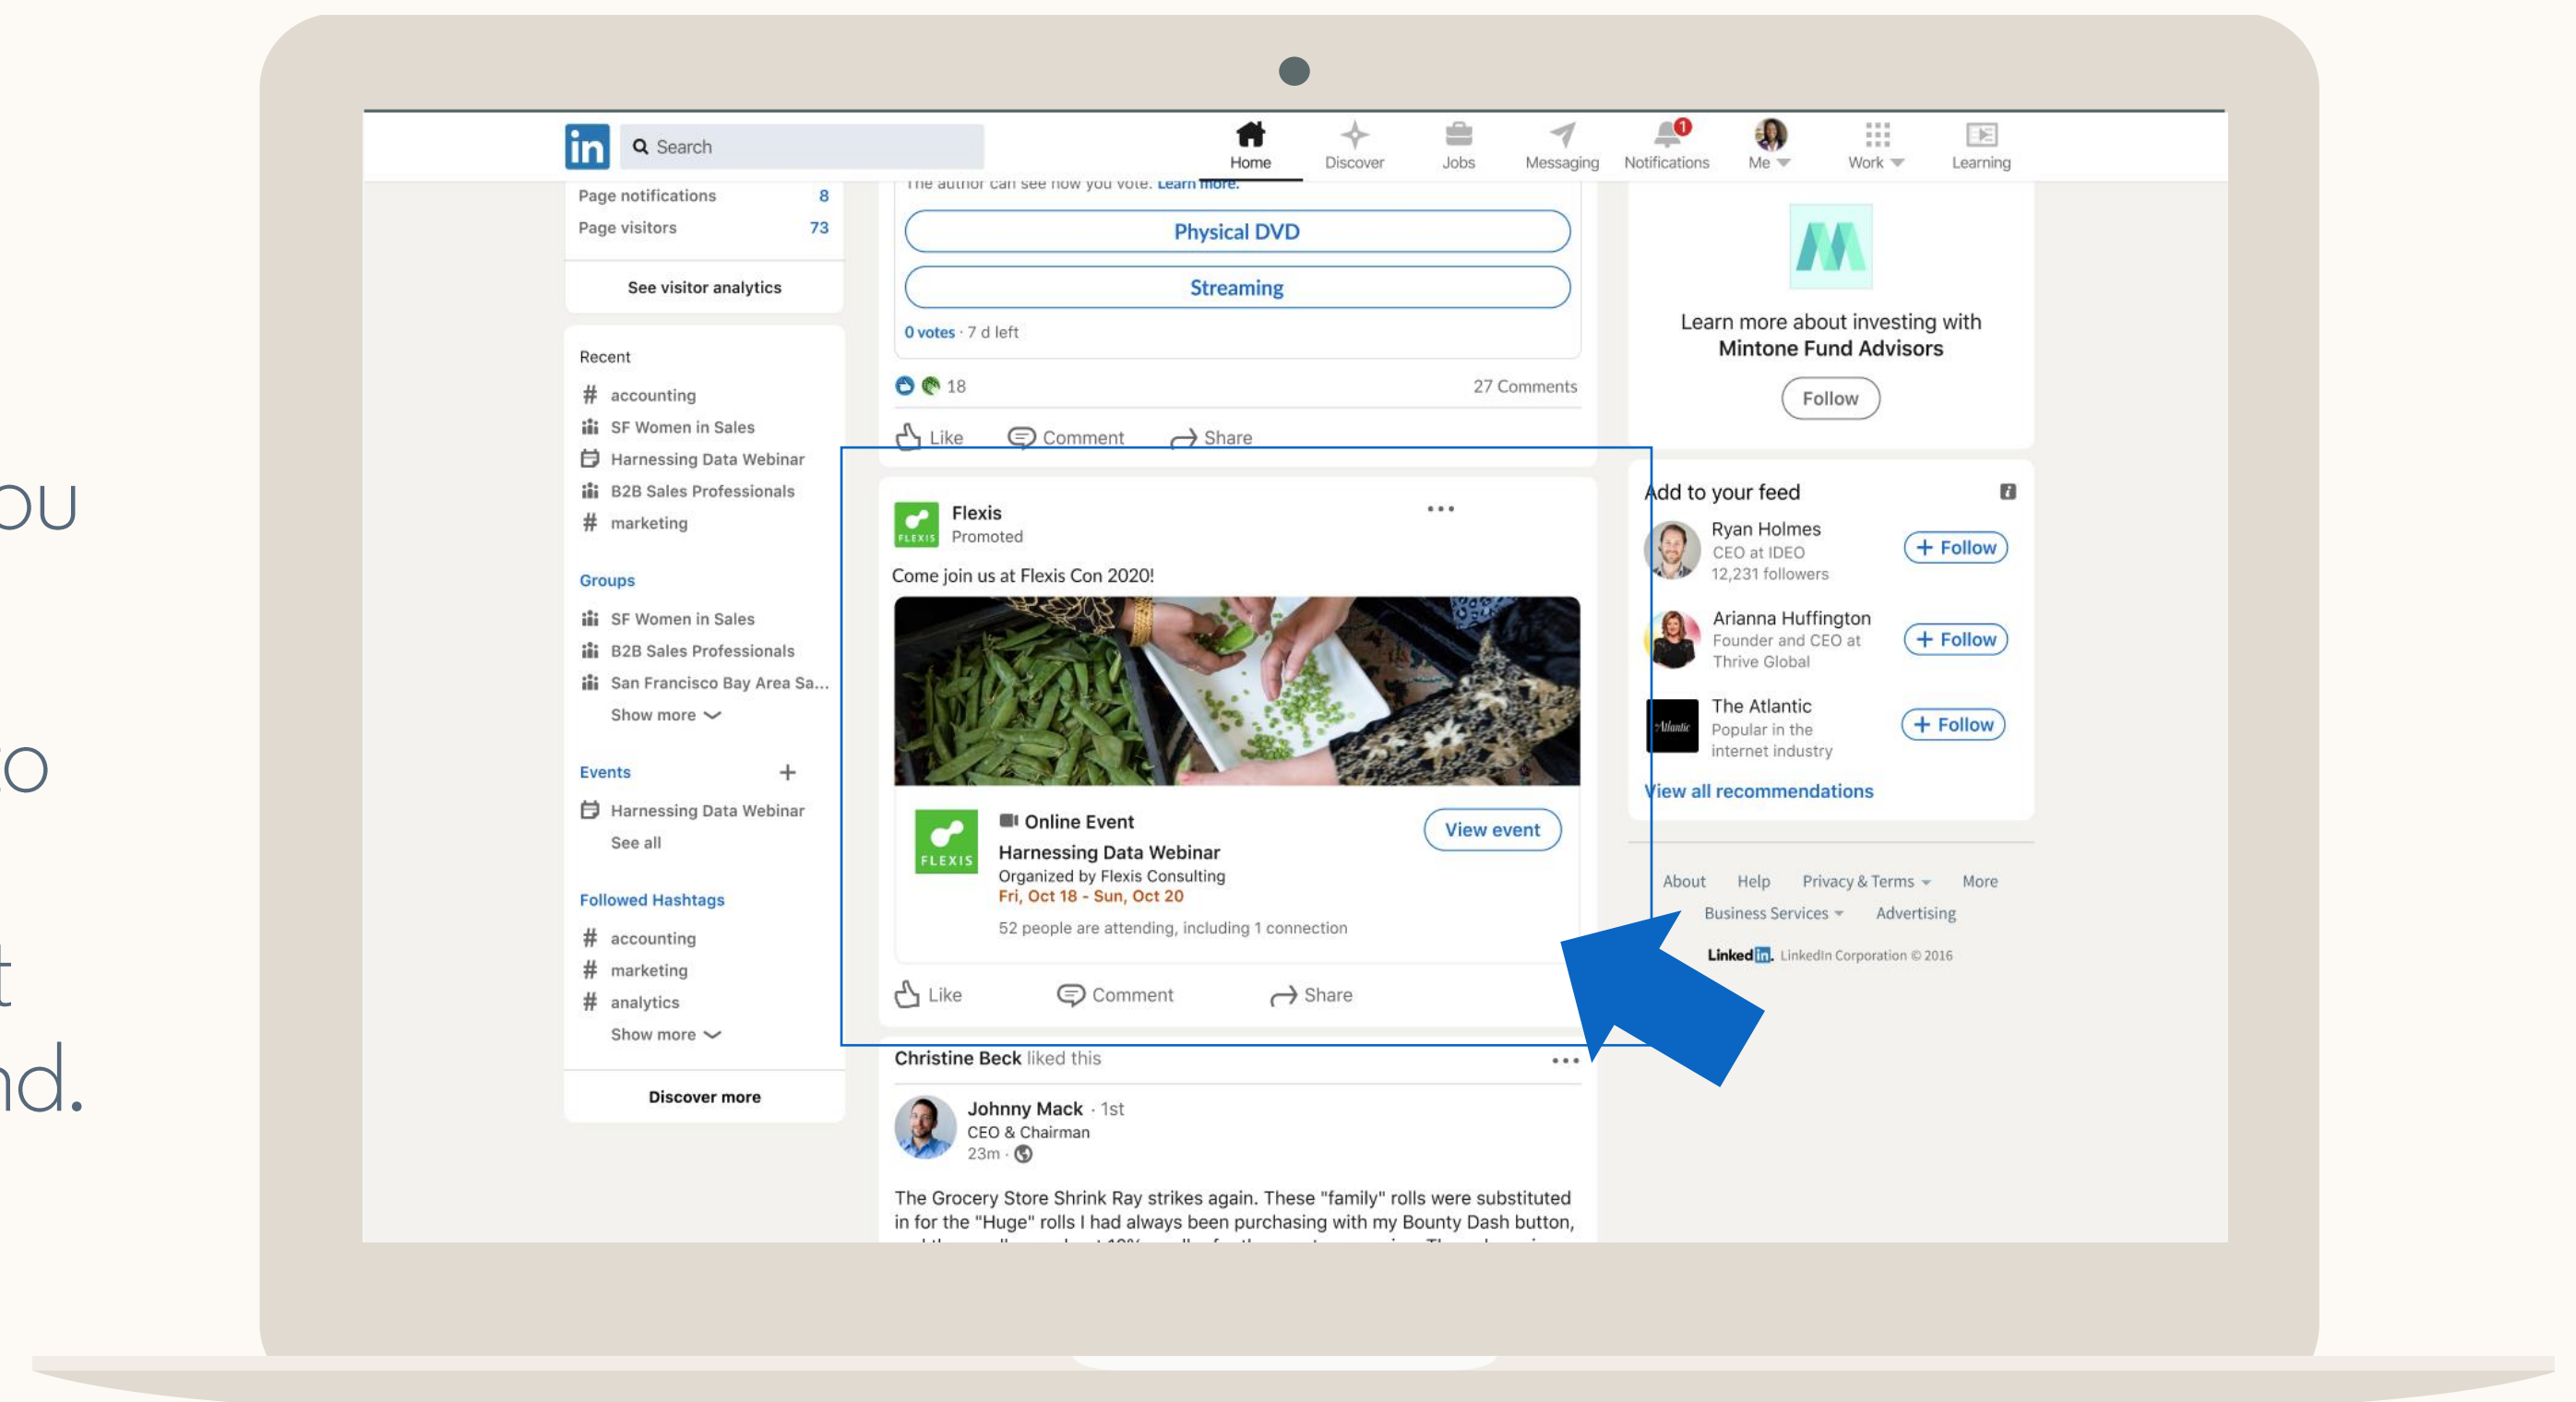 ou
to
t
nd.
in
Search
Home
Discover
Jobs
Messaging
1
Notifications
Me
Work
Learning
Page notifications 8
Page visitors 73
See visitor analytics
Recent
# accounting
SF Women in Sales
Harnessing Data Webinar
B2B Sales Professionals
# marketing
Groups
SF Women in Sales
B2B Sales Professionals
San Francisco Bay Area Sa...
Show more
Events +
Harnessing Data Webinar
See all
Followed Hashtags
# accounting
# marketing
# analytics
Show more
Discover more
The author can see how you vote. Learn more.
Physical DVD
Streaming
0 votes · 7 d left
18 27 Comments
Like Comment Share
FLEXIS
Flexis
Promoted
Come join us at Flexis Con 2020!
FLEXIS
Online Event
Harnessing Data Webinar
Organized by Flexis Consulting
Fri, Oct 18 - Sun, Oct 20
52 people are attending, including 1 connection
View event
Like Comment Share
Christine Beck liked this
Johnny Mack · 1st
CEO & Chairman
23m ·
The Grocery Store Shrink Ray strikes again. These "family" rolls were substituted
in for the "Huge" rolls I had always been purchasing with my Bounty Dash button,
Learn more about investing with
Mintone Fund Advisors
Follow
Add to your feed
Ryan Holmes
CEO at IDEO
12,231 followers
+ Follow
Arianna Huffington
Founder and CEO at
Thrive Global
+ Follow
Atlantic
The Atlantic
Popular in the
internet industry
+ Follow
View all recommendations
About Help Privacy & Terms More
Business Services Advertising
Linkedin. LinkedIn Corporation © 2016